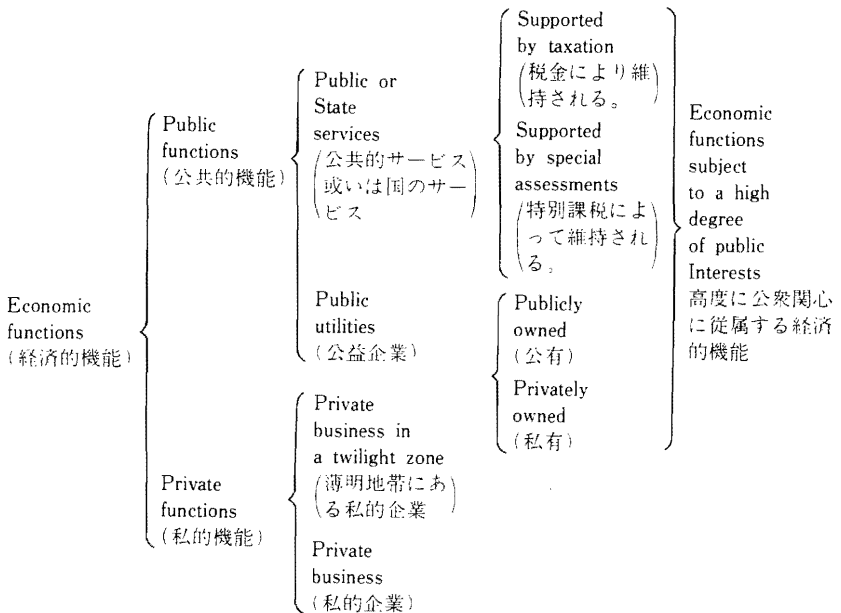 Economic
functions
(経済的機能)
Public
functions
(公共的機能)
Private
functions
(私的機能)
Public or
State
services
(公共的サービス
或いは国のサー
ビス)
Public
utilities
(公益企業)
Private
business in
a twilight zone
(薄明地帯にあ
る私的企業)
Private
business
(私的企業)
Supported
by taxation
(税金により維
持される。)
Supported
by special
assessments
(特別課税によ
って維持され
る。)
Publicly
owned
(公有)
Privately
owned
(私有)
Economic
functions
subject
to a high
degree
of public
Interests
高度に公衆関心
に従属する経済
的機能